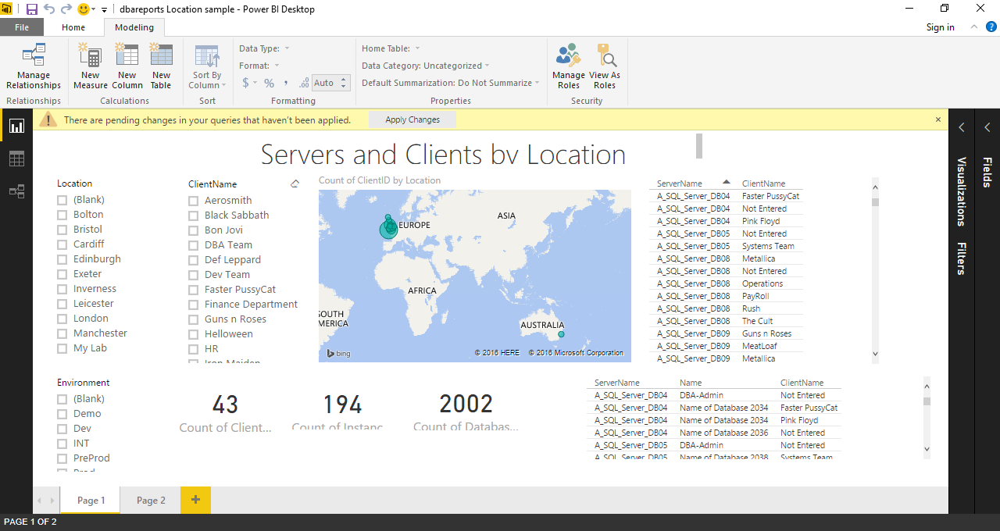 dbareports Location sample - Power BI Desktop
File Home Modeling Sign in
Manage Relationships
Relationships
New Measure
New Column
New Table
Calculations
Sort By Column
Sort
Data Type:
Format:
$ % , .00 Auto
Formatting
Home Table:
Data Category: Uncategorized
Default Summarization: Do Not Summarize
Properties
Manage Roles
View As Roles
Security
There are pending changes in your queries that haven't been applied. Apply Changes
Servers and Clients by Location
Location
(Blank)
Bolton
Bristol
Cardiff
Edinburgh
Exeter
Inverness
Leicester
London
Manchester
My Lab
ClientName
Aerosmith
Black Sabbath
Bon Jovi
DBA Team
Def Leppard
Dev Team
Faster PussyCat
Finance Department
Guns n Roses
Helloween
HR
Iron Maiden
Count of ClientID by Location
EUROPE
ASIA
AFRICA
SOUTH AMERICA
AUSTRALIA
bing
© 2016 HERE © 2016 Microsoft Corporation
ServerName ClientName
A_SQL_Server_DB04 Faster PussyCat
A_SQL_Server_DB04 Not Entered
A_SQL_Server_DB04 Pink Floyd
A_SQL_Server_DB05 Not Entered
A_SQL_Server_DB05 Systems Team
A_SQL_Server_DB08 Metallica
A_SQL_Server_DB08 Not Entered
A_SQL_Server_DB08 Operations
A_SQL_Server_DB08 PayRoll
A_SQL_Server_DB08 Rush
A_SQL_Server_DB08 The Cult
A_SQL_Server_DB09 Guns n Roses
A_SQL_Server_DB09 MeatLoaf
A_SQL_Server_DB09 Metallica
Visualizations
Filters
Fields
Environment
(Blank)
Demo
Dev
INT
PreProd
Prod
43
Count of Client...
194
Count of Instanc
2002
Count of Databas...
ServerName Name ClientName
A_SQL_Server_DB04 DBA-Admin Not Entered
A_SQL_Server_DB04 Name of Database 2034 Faster PussyCat
A_SQL_Server_DB04 Name of Database 2034 Pink Floyd
A_SQL_Server_DB04 Name of Database 2036 Not Entered
A_SQL_Server_DB05 DBA-Admin Not Entered
A_SQL_Server_DB05 Name of Database 2038 Systems Team
Page 1 Page 2 +
PAGE 1 OF 2